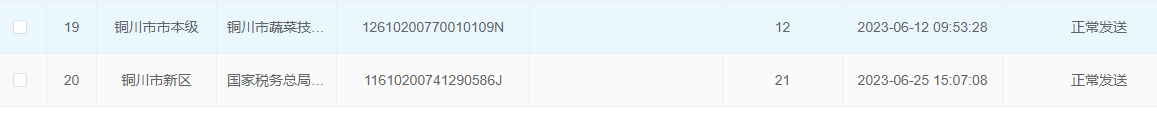 19 铜川市市本级 铜川市蔬菜技... 12610200770010109N 12 2023-06-12 09:53:28 正常发送
20 铜川市新区 国家税务总局... 11610200741290586J 21 2023-06-25 15:07:08 正常发送